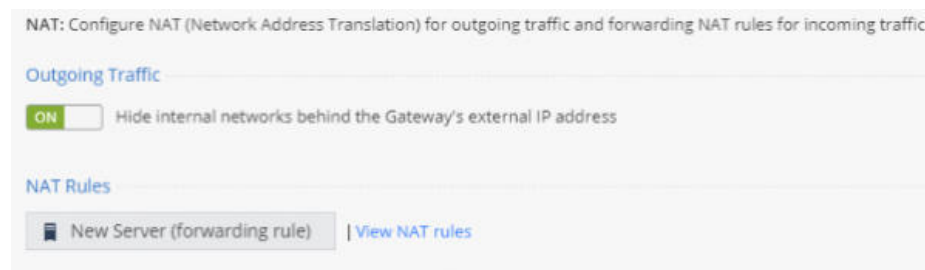 NAT: Configure NAT (Network Address Translation) for outgoing traffic and forwarding NAT rules for incoming traffic
Outgoing Traffic
ON Hide internal networks behind the Gateway's external IP address
NAT Rules
New Server (forwarding rule) | View NAT rules